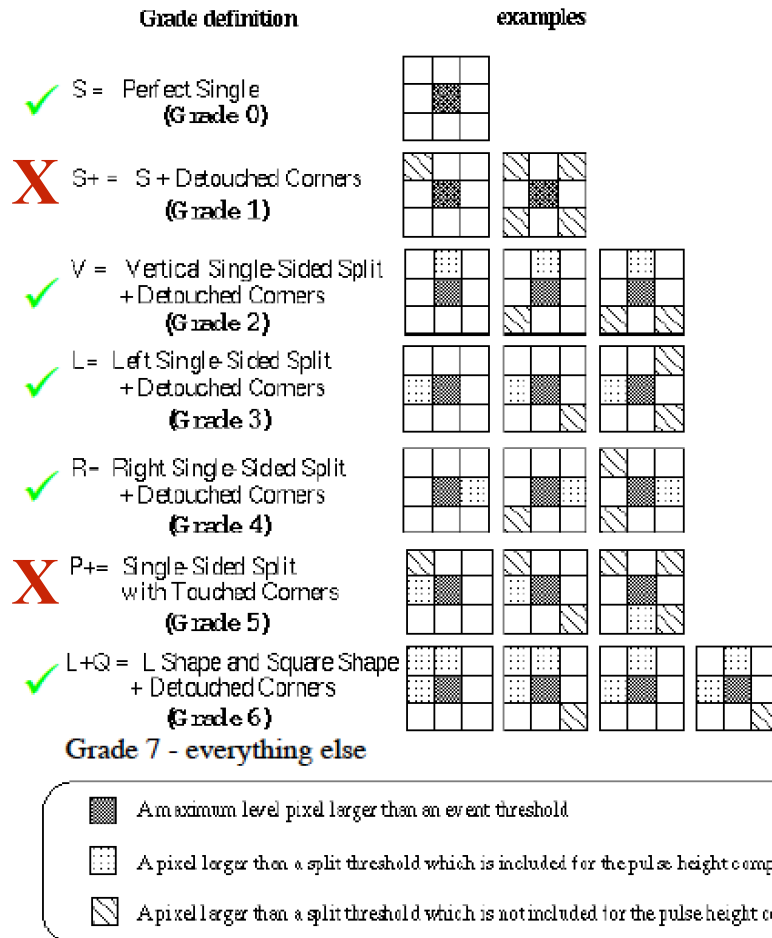 Grade definition examples
S = Perfect Single
(Grade 0)
X S+ = S + Detouched Corners
(Grade 1)
V = Vertical Single-Sided Split
+ Detouched Corners
(Grade 2)
L= Left Single-Sided Split
+ Detouched Corners
(Grade 3)
R= Right Single-Sided Split
+ Detouched Corners
(Grade 4)
X P+= Single-Sided Split
with Touched Corners
(Grade 5)
L+Q = L Shape and Square Shape
+ Detouched Corners
(Grade 6)
Grade 7 - everything else
A maximum level pixel larger than an event threshold
A pixel larger than a split threshold which is included for the pulse height comp
A pixel larger than a split threshold which is not included for the pulse height co